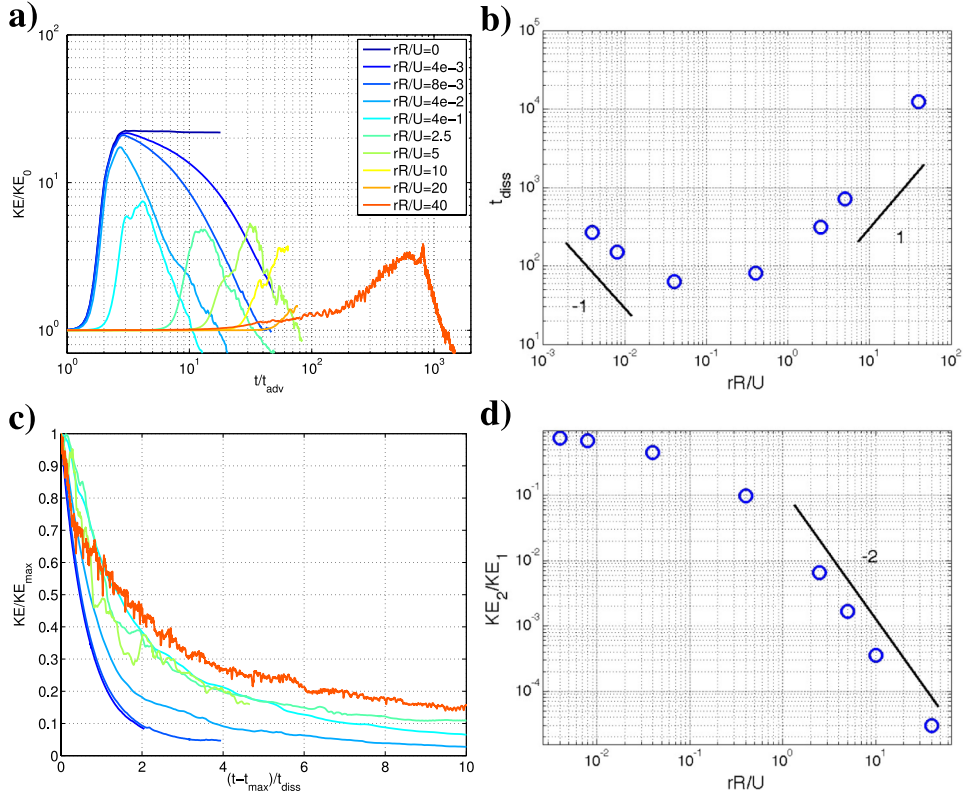 a)
KE/KE0
10^2
10^1
10^0
10^0
10^1
10^2
10^3
t/t_adv
rR/U=0
rR/U=4e−3
rR/U=8e−3
rR/U=4e−2
rR/U=4e−1
rR/U=2.5
rR/U=5
rR/U=10
rR/U=20
rR/U=40
b)
t_diss
10^5
10^4
10^3
10^2
10^1
10^-3
10^-2
10^-1
10^0
10^1
10^2
rR/U
-1
1
c)
KE/KE_max
1
0.9
0.8
0.7
0.6
0.5
0.4
0.3
0.2
0.1
0
0
2
4
6
8
10
(t−t_max)/t_diss
d)
KE_2/KE_1
10^-1
10^-2
10^-3
10^-4
10^-2
10^-1
10^0
10^1
rR/U
-2